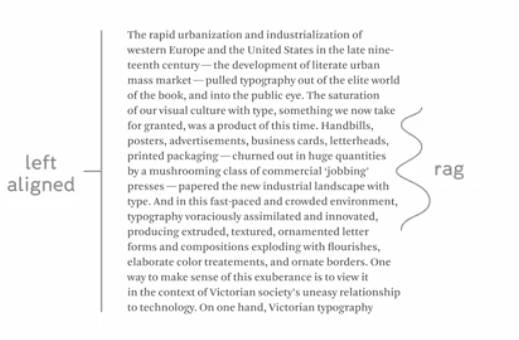 The rapid urbanization and industrialization of
western Europe and the United States in the late nine-
teenth century — the development of literate urban
mass market — pulled typography out of the elite world
of the book, and into the public eye. The saturation
of our visual culture with type, something we now take
for granted, was a product of this time. Handbills,
posters, advertisements, business cards, letterheads,
printed packaging — churned out in huge quantities
by a mushrooming class of commercial ‘jobbing’
presses — papered the new industrial landscape with
type. And in this fast-paced and crowded environment,
typography voraciously assimilated and innovated,
producing extruded, textured, ornamented letter
forms and compositions exploding with flourishes,
elaborate color treatements, and ornate borders. One
way to make sense of this exuberance is to view it
in the context of Victorian society’s uneasy relationship
to technology. On one hand, Victorian typography
left
aligned
rag